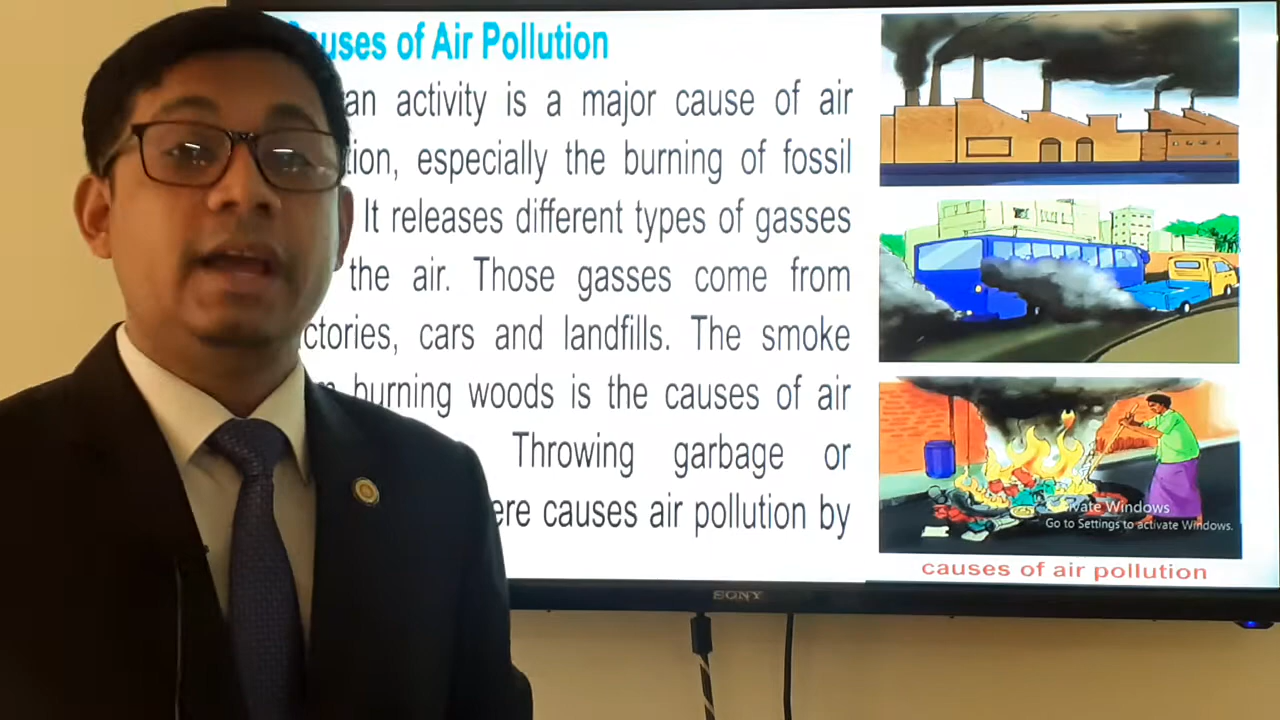 auses of Air Pollution
an activity is a major cause of air
tion, especially the burning of fossil
It releases different types of gasses
the air. Those gasses come from
ctories, cars and landfills. The smoke
burning woods is the causes of air
Throwing garbage or
ere causes air pollution by
vate Windows
Go to Settings to activate Windows.
causes of air pollution
SONY